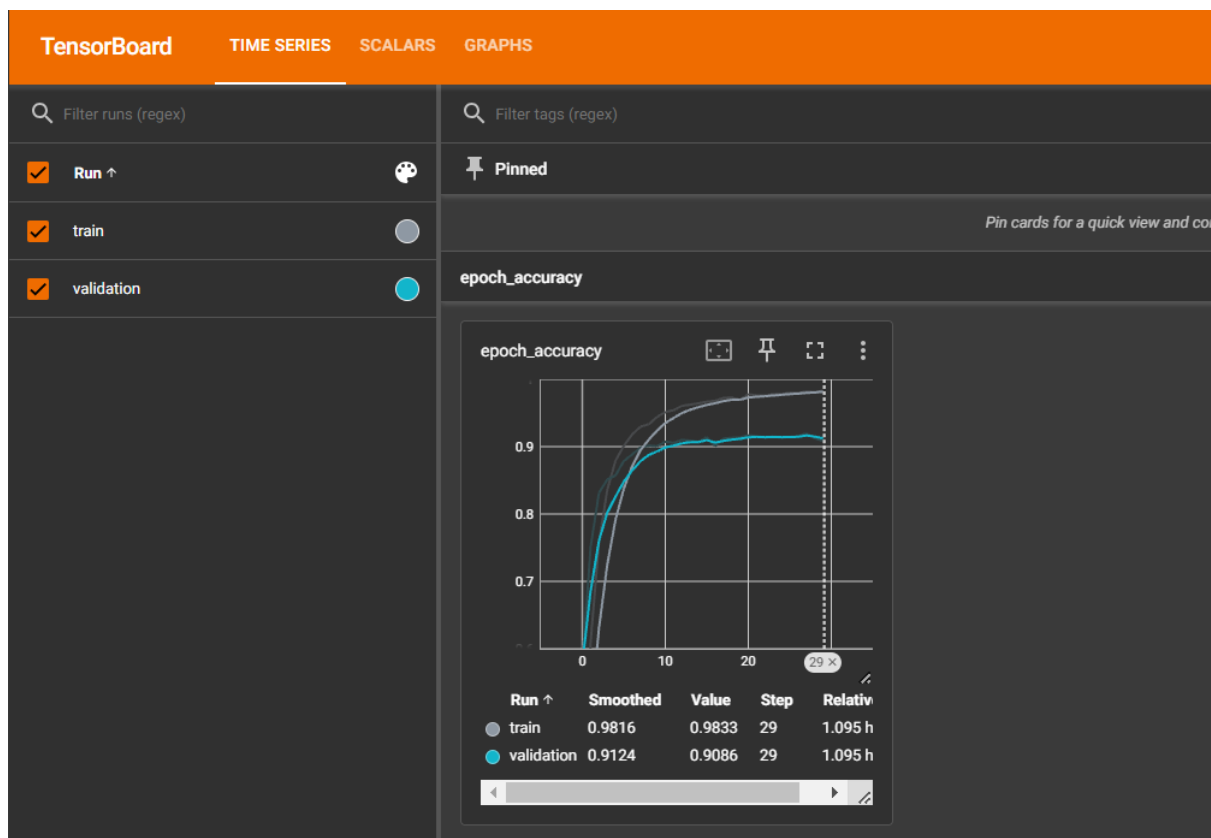 TensorBoard TIME SERIES SCALARS GRAPHS
Filter runs (regex)
Run ↑
train
validation
Filter tags (regex)
Pinned
Pin cards for a quick view and co
epoch_accuracy
epoch_accuracy
0.9
0.8
0.7
0 10 20 29 ×
Run ↑ Smoothed Value Step Relativ
train 0.9816 0.9833 29 1.095 h
validation 0.9124 0.9086 29 1.095 h